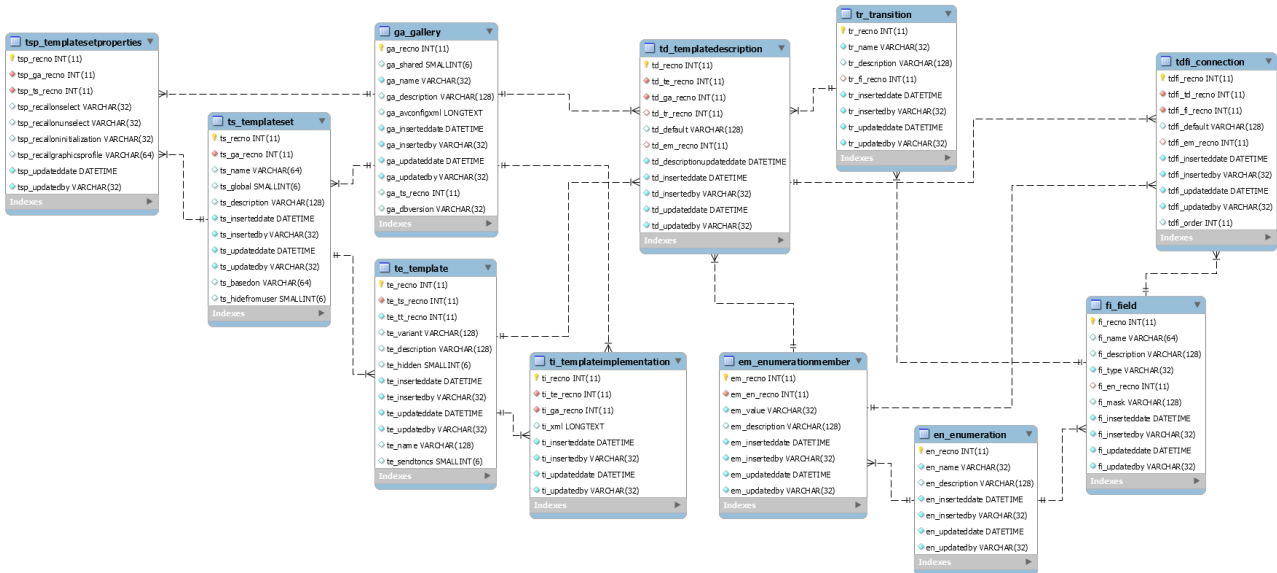 tsp_templatesetproperties
tsp_recno INT(11)
tsp_ga_recno INT(11)
tsp_ts_recno INT(11)
tsp_recallonselect VARCHAR(32)
tsp_recallonunselect VARCHAR(32)
tsp_recalloninitialization VARCHAR(32)
tsp_recallgraphicsprofile VARCHAR(64)
tsp_updateddate DATETIME
tsp_updatedby VARCHAR(32)
Indexes
ts_templateset
ts_recno INT(11)
ts_ga_recno INT(11)
ts_name VARCHAR(64)
ts_global SMALLINT(6)
ts_description VARCHAR(128)
ts_inserteddate DATETIME
ts_insertedby VARCHAR(32)
ts_updateddate DATETIME
ts_updatedby VARCHAR(32)
ts_basedon VARCHAR(64)
ts_hidefromuser SMALLINT(6)
Indexes
ga_gallery
ga_recno INT(11)
ga_shared SMALLINT(6)
ga_name VARCHAR(32)
ga_description VARCHAR(128)
ga_avconfigxml LONGTEXT
ga_inserteddate DATETIME
ga_insertedby VARCHAR(32)
ga_updateddate DATETIME
ga_updatedby VARCHAR(32)
ga_ts_recno INT(11)
ga_dbversion VARCHAR(32)
Indexes
te_template
te_recno INT(11)
te_ts_recno INT(11)
te_tt_recno INT(11)
te_variant VARCHAR(128)
te_description VARCHAR(128)
te_hidden SMALLINT(6)
te_inserteddate DATETIME
te_insertedby VARCHAR(32)
te_updateddate DATETIME
te_updatedby VARCHAR(32)
te_name VARCHAR(128)
te_sendtoncs SMALLINT(6)
Indexes
ti_templateimplementation
ti_recno INT(11)
ti_te_recno INT(11)
ti_ga_recno INT(11)
ti_xml LONGTEXT
ti_inserteddate DATETIME
ti_insertedby VARCHAR(32)
ti_updateddate DATETIME
ti_updatedby VARCHAR(32)
Indexes
td_templatedescription
td_recno INT(11)
td_te_recno INT(11)
td_ga_recno INT(11)
td_tr_recno INT(11)
td_default VARCHAR(128)
td_em_recno INT(11)
td_descriptionupdateddate DATETIME
td_inserteddate DATETIME
td_insertedby VARCHAR(32)
td_updateddate DATETIME
td_updatedby VARCHAR(32)
Indexes
em_enumerationmember
em_recno INT(11)
em_en_recno INT(11)
em_value VARCHAR(32)
em_description VARCHAR(128)
em_inserteddate DATETIME
em_insertedby VARCHAR(32)
em_updateddate DATETIME
em_updatedby VARCHAR(32)
Indexes
tr_transition
tr_recno INT(11)
tr_name VARCHAR(32)
tr_description VARCHAR(128)
tr_fi_recno INT(11)
tr_inserteddate DATETIME
tr_insertedby VARCHAR(32)
tr_updateddate DATETIME
tr_updatedby VARCHAR(32)
Indexes
en_enumeration
en_recno INT(11)
en_name VARCHAR(32)
en_description VARCHAR(128)
en_inserteddate DATETIME
en_insertedby VARCHAR(32)
en_updateddate DATETIME
en_updatedby VARCHAR(32)
Indexes
tdfi_connection
tdfi_recno INT(11)
tdfi_td_recno INT(11)
tdfi_fi_recno INT(11)
tdfi_default VARCHAR(128)
tdfi_em_recno INT(11)
tdfi_inserteddate DATETIME
tdfi_insertedby VARCHAR(32)
tdfi_updateddate DATETIME
tdfi_updatedby VARCHAR(32)
tdfi_order INT(11)
Indexes
fi_field
fi_recno INT(11)
fi_name VARCHAR(64)
fi_description VARCHAR(128)
fi_type VARCHAR(32)
fi_en_recno INT(11)
fi_mask VARCHAR(128)
fi_inserteddate DATETIME
fi_insertedby VARCHAR(32)
fi_updateddate DATETIME
fi_updatedby VARCHAR(32)
Indexes